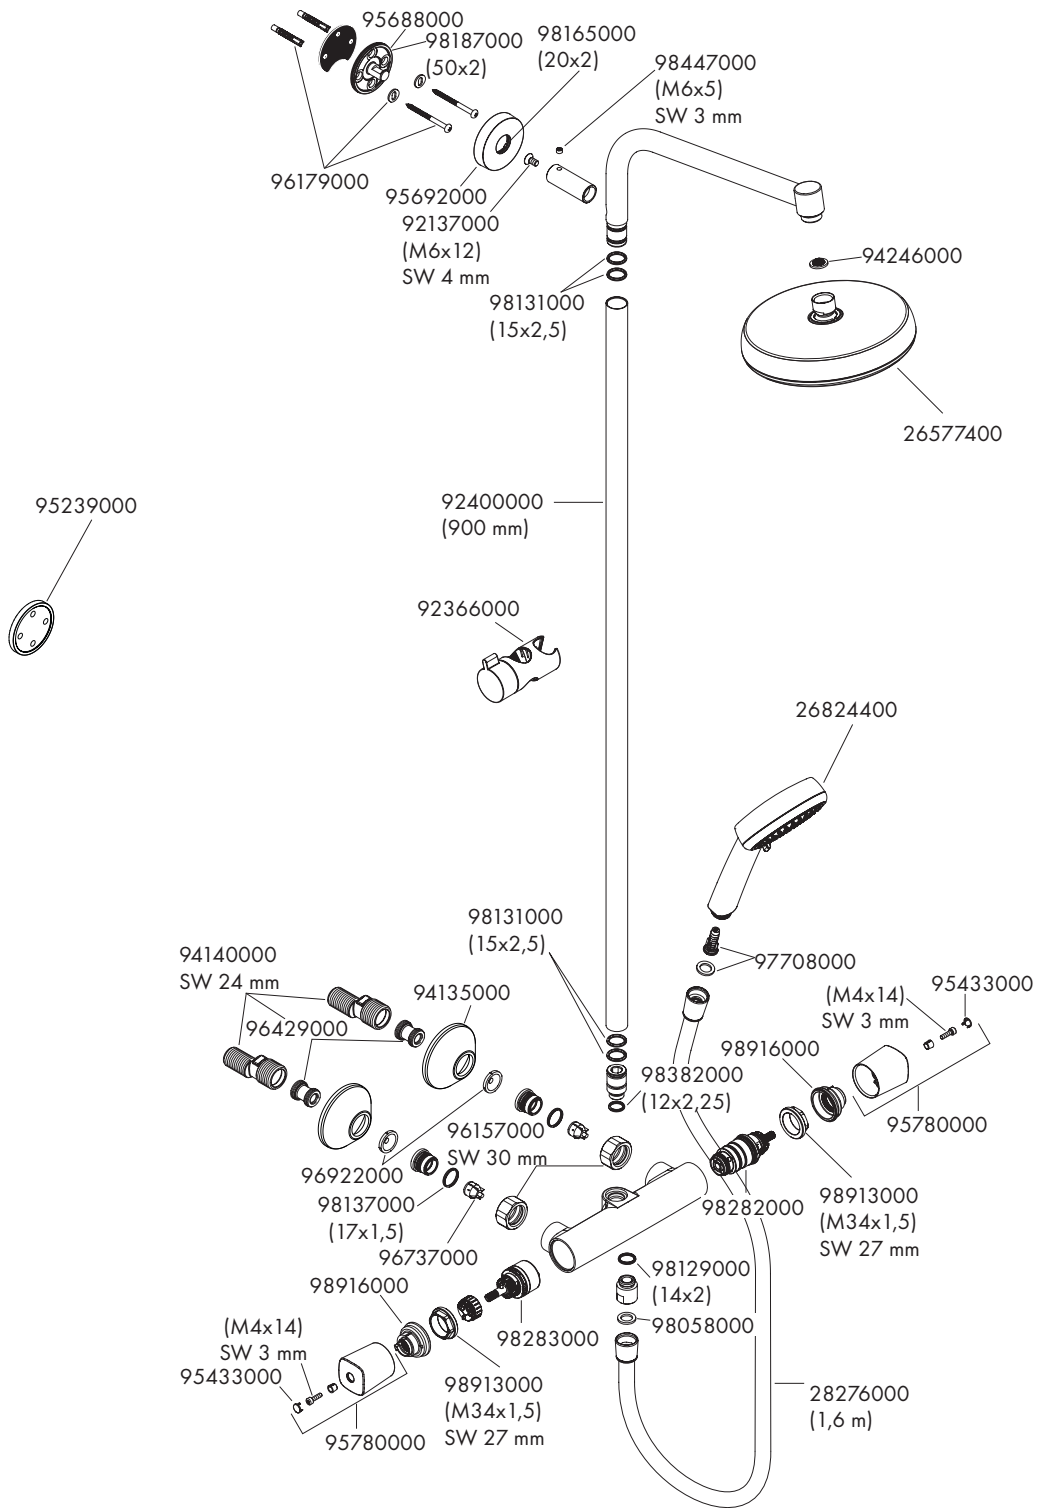 95688000
98187000
(50x2)
98165000
(20x2)
98447000
(M6x5)
SW 3 mm
96179000
95692000
92137000
(M6x12)
SW 4 mm
94246000
98131000
(15x2,5)
26577400
92400000
(900 mm)
95239000
92366000
26824400
98131000
(15x2,5)
94140000
SW 24 mm
94135000
97708000
(M4x14)
SW 3 mm
95433000
96429000
98916000
98382000
(12x2,25)
95780000
96157000
SW 30 mm
96922000
98137000
(17x1,5)
96737000
98282000
98913000
(M34x1,5)
SW 27 mm
98129000
(14x2)
98916000
98058000
98283000
(M4x14)
SW 3 mm
95433000
98913000
(M34x1,5)
SW 27 mm
28276000
(1,6 m)
95780000